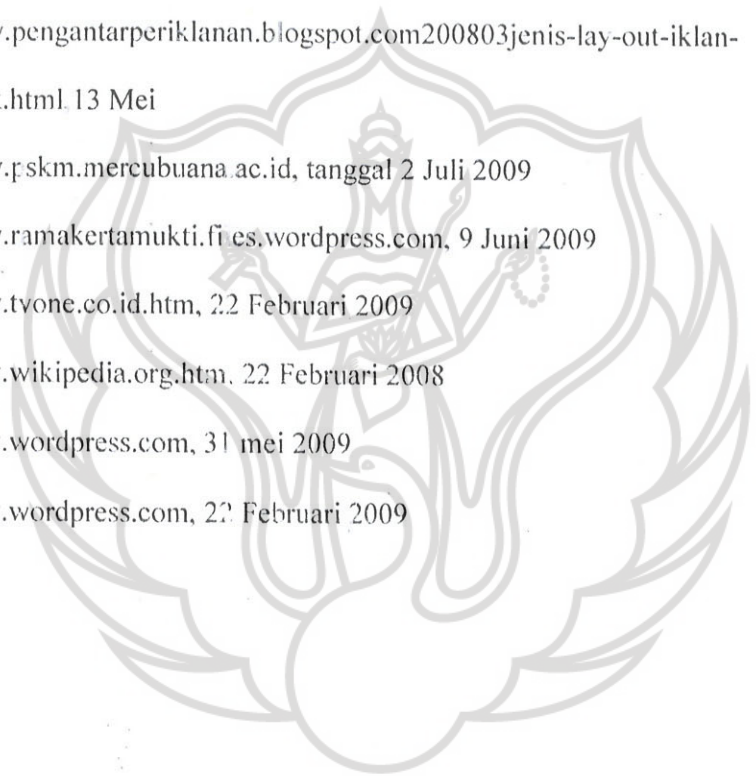 .pengantarperiklanan.blogspot.com200803jenis-lay-out-iklan-
.html 13 Mei
.pskm.mercubuana.ac.id, tanggal 2 Juli 2009
.ramakertamukti.files.wordpress.com, 9 Juni 2009
.tvone.co.id.htm, 22 Februari 2009
.wikipedia.org.htm. 22 Februari 2008
.wordpress.com, 31 mei 2009
.wordpress.com, 22 Februari 2009